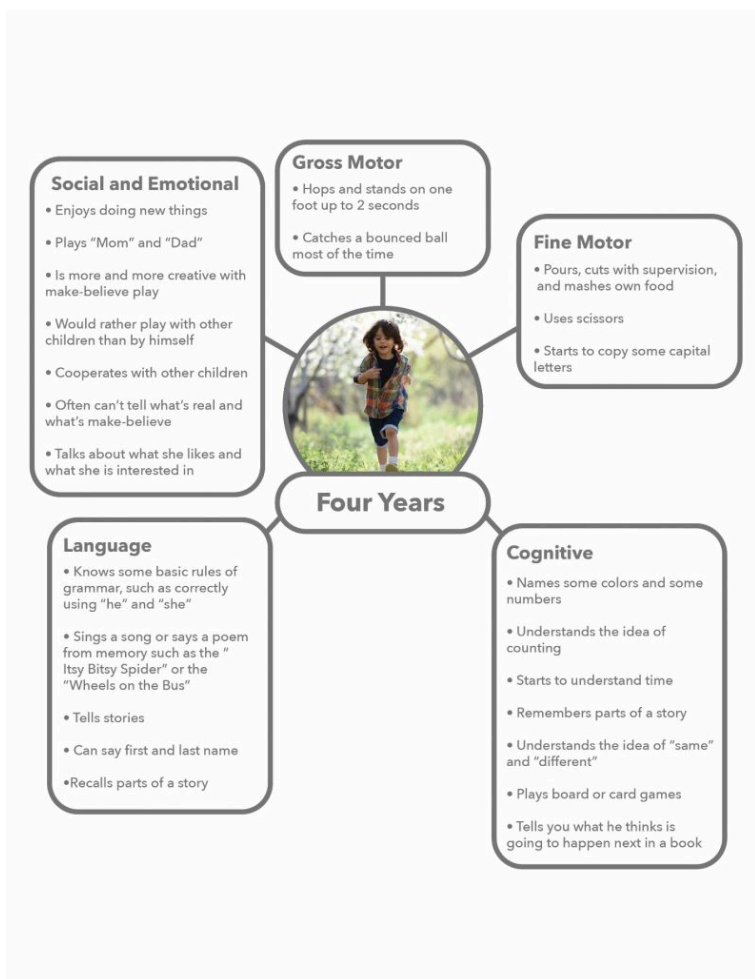 Social and Emotional
• Enjoys doing new things
• Plays “Mom” and “Dad”
• Is more and more creative with
make-believe play
• Would rather play with other
children than by himself
• Cooperates with other children
• Often can’t tell what’s real and
what’s make-believe
• Talks about what she likes and
what she is interested in
Gross Motor
• Hops and stands on one
foot up to 2 seconds
• Catches a bounced ball
most of the time
Fine Motor
• Pours, cuts with supervision,
and mashes own food
• Uses scissors
• Starts to copy some capital
letters
Four Years
Language
• Knows some basic rules of
grammar, such as correctly
using “he” and “she”
• Sings a song or says a poem
from memory such as the “
Itsy Bitsy Spider” or the
“Wheels on the Bus”
• Tells stories
• Can say first and last name
•Recalls parts of a story
Cognitive
• Names some colors and some
numbers
• Understands the idea of
counting
• Starts to understand time
• Remembers parts of a story
• Understands the idea of “same”
and “different”
• Plays board or card games
• Tells you what he thinks is
going to happen next in a book